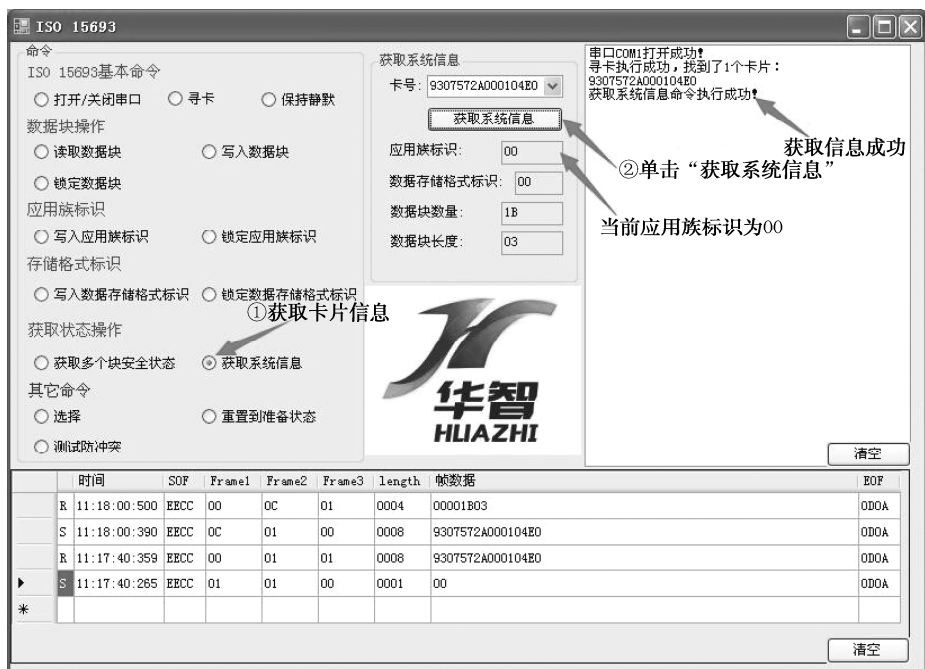 ISO 15693
命令
ISO 15693基本命令
打开/关闭串口 寻卡 保持静默
数据块操作
读取数据块 写入数据块
锁定数据块
应用族标识
写入应用族标识 锁定应用族标识
存储格式标识
写入数据存储格式标识 锁定数据存储格式标识
①获取卡片信息
获取状态操作
获取多个块安全状态 获取系统信息
其它命令
选择 重置到准备状态
测试防冲突
获取系统信息
卡号: 9307572A000104E0
获取系统信息
应用族标识: 00
数据存储格式标识: 00
数据块数量: 1B
数据块长度: 03
华智
HUAZHI
串口COM1打开成功!
寻卡执行成功,找到了1个卡片:
9307572A000104E0
获取系统信息命令执行成功!
获取信息成功
②单击“获取系统信息”
当前应用族标识为00
清空
时间 SOF Frame1 Frame2 Frame3 length 帧数据 EOF
R 11:18:00:500 EECC 00 0C 01 0004 00001B03 0D0A
S 11:18:00:390 EECC 0C 01 00 0008 9307572A000104E0 0D0A
R 11:17:40:359 EECC 00 01 01 0008 9307572A000104E0 0D0A
S 11:17:40:265 EECC 01 01 00 0001 00 0D0A
清空